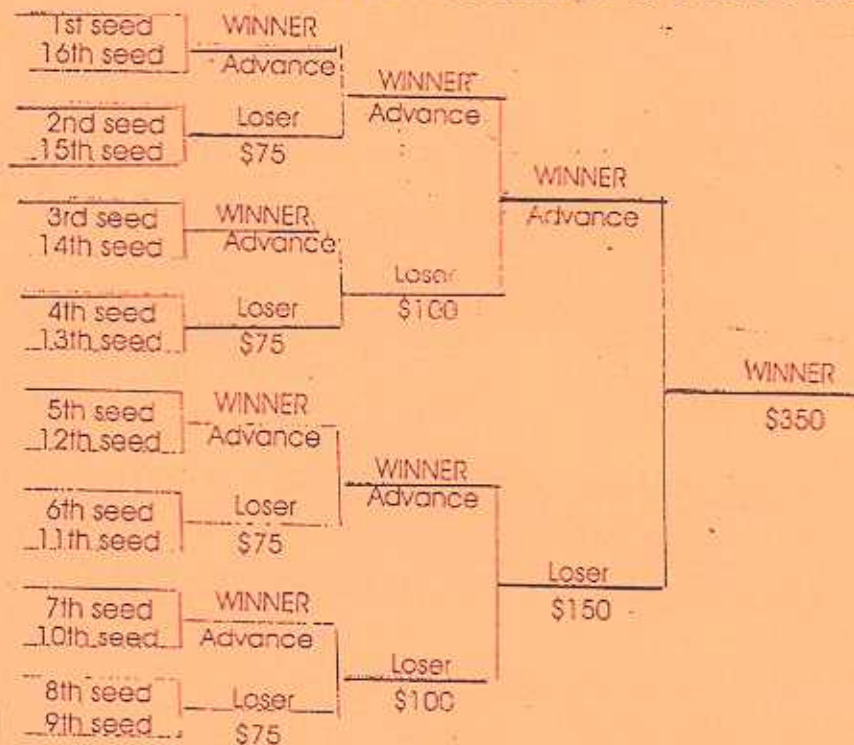 1st seed
16th seed
WINNER
Advance
2nd seed
15th seed
Loser
$75
WINNER
Advance
3rd seed
14th seed
WINNER
Advance
4th seed
13th seed
Loser
$75
Loser
$100
WINNER
Advance
5th seed
12th seed
WINNER
Advance
6th seed
11th seed
Loser
$75
WINNER
Advance
7th seed
10th seed
WINNER
Advance
8th seed
9th seed
Loser
$75
Loser
$100
Loser
$150
WINNER
$350